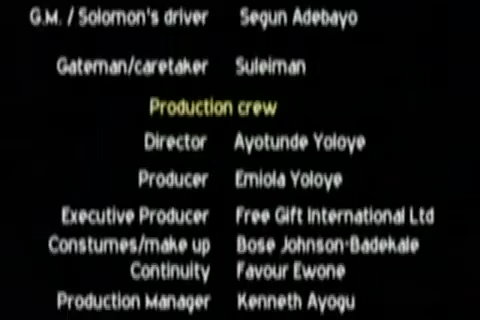 G.M. / Solomon's driver Segun Adebayo
Gateman/caretaker Suleiman
Production crew
Director Ayotunde Yoloye
Producer Emiola Yoloye
Executive Producer Free Gift International Ltd
Constumes/make up Bose Johnson-Badekale
Continuity Favour Ewone
Production Manager Kenneth Ayogu